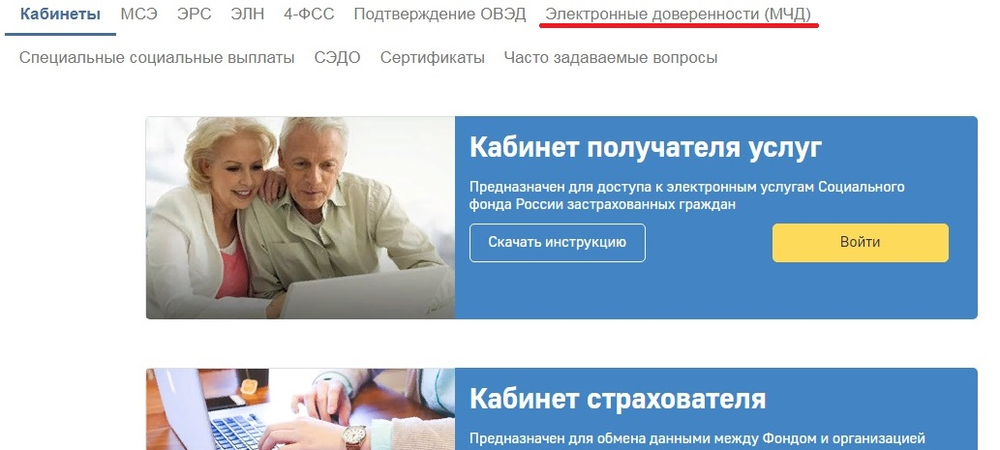 Кабинеты МСЭ ЭРС ЭЛН 4-ФСС Подтверждение ОВЭД Электронные доверенности (МЧД)
Специальные социальные выплаты СЭДО Сертификаты Часто задаваемые вопросы
Кабинет получателя услуг
Предназначен для доступа к электронным услугам Социального
фонда России застрахованных граждан
Скачать инструкцию Войти
Кабинет страхователя
Предназначен для обмена данными между Фондом и организацией